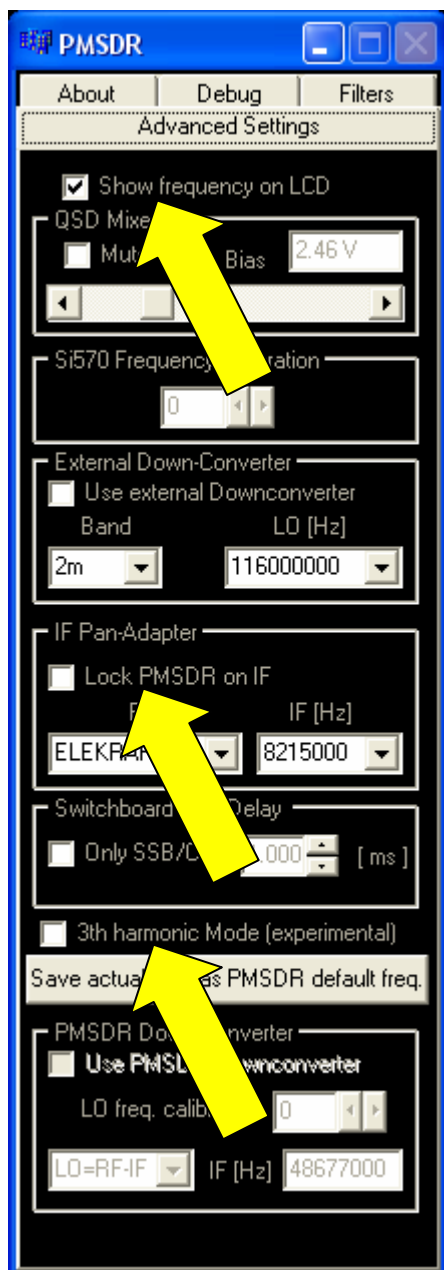 PMSDR
About Debug Filters
Advanced Settings
Show frequency on LCD
QSD Mixe
Mut Bias 2.46 V
Si570 Frequency ration
0
External Down-Converter
Use external Downconverter
Band LO [Hz]
2m 116000000
IF Pan-Adapter
Lock PMSDR on IF
IF [Hz]
8215000
Switchboard Delay
Only SSB/C .000 [ ms ]
3th harmonic Mode (experimental)
Save actua as PMSDR default freq.
PMSDR Do nverter
Use PMS wnconverter
LO freq. calib 0
LO=RF-IF IF [Hz] 48677000